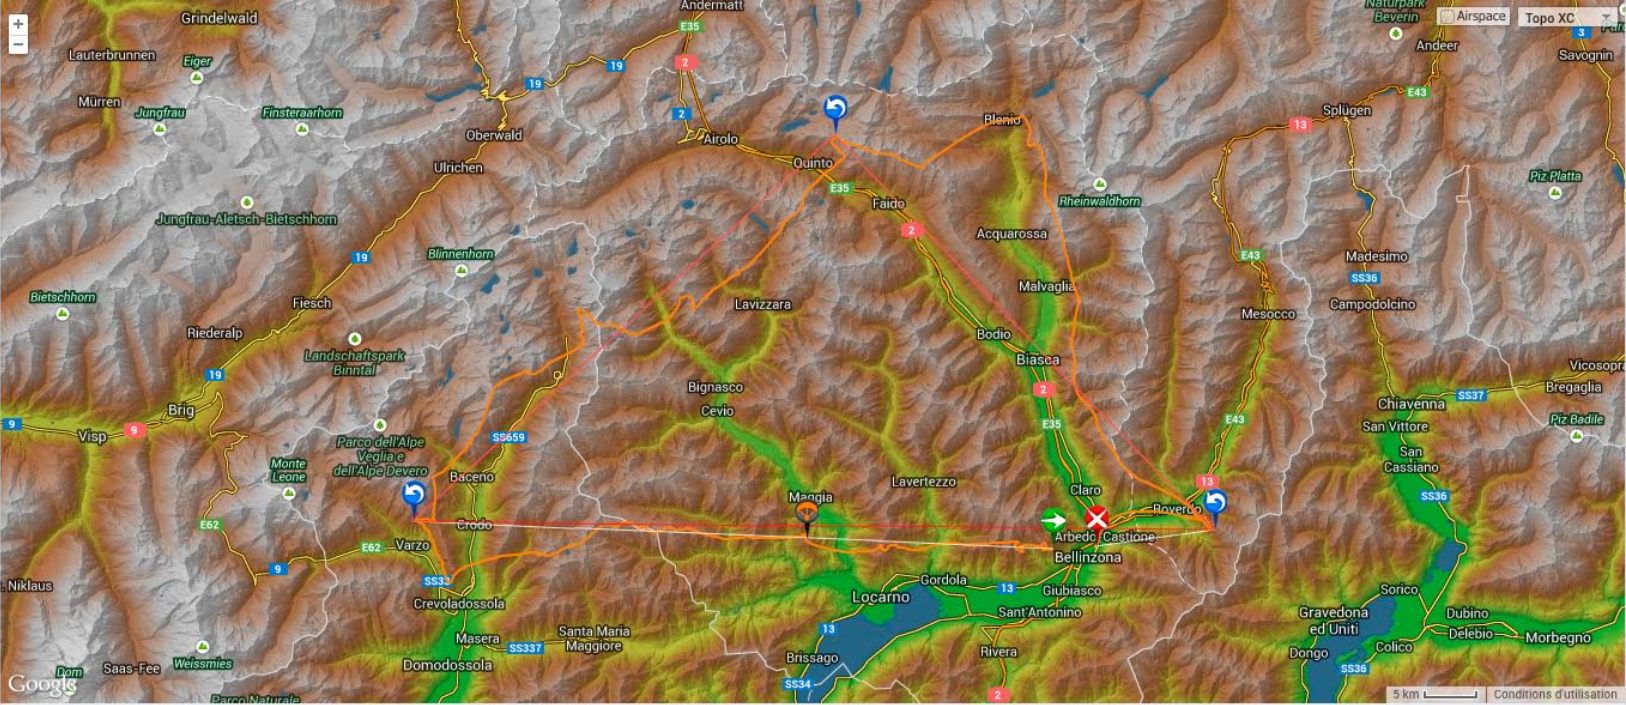 Grindelwald
Andermatt
Naturpark
Beverin
Airspace
Topo XC
E35
3
Lauterbrunnen
Eiger
19
2
Andeer
Savognin
19
Mürren
Jungfrau
Finsteraarhorn
2
E43
Splügen
Blenio
13
Oberwald
Airolo
Ulrichen
Quinto
E35
Piz Platta
Faido
Rheinwaldhorn
Jungfrau-Aletsch-Bietschhorn
2
Acquarossa
19
Blinnenhorn
E43
Madesimo
SS36
Malvaglia
Bietschhorn
Fiesch
Lavizzara
Campodolcino
Mesocco
Riederalp
Bodio
Landschaftspark
Binntal
Biasca
Vicosopra
19
Bignasco
2
SS37
Bregaglia
Brig
Cevio
Chiavenna
9
9
Visp
E35
E43
San Vittore
Piz Badile
SS659
Parco dell'Alpe
Veglia e
dell'Alpe Devero
San
Cassiano
Monte
Leone
Baceno
Lavertezzo
13
Claro
Maggia
SS36
Roveredo
E62
Crodo
Arbedo-Castione
E62
Varzo
Bellinzona
9
SS33
Niklaus
Gordola
13
Giubiasco
Sorico
Crevoladossola
Locarno
Sant'Antonino
Gravedona
ed Uniti
Dubino
13
Delebio
Morbegno
Masera
SS337
Santa Maria
Maggiore
Rivera
Colico
Dongo
Brissago
Domodossola
Weissmies
Saas-Fee
Dom
SS36
SS34
Google
2
5 km
Conditions d'utilisation
Parco Naturale